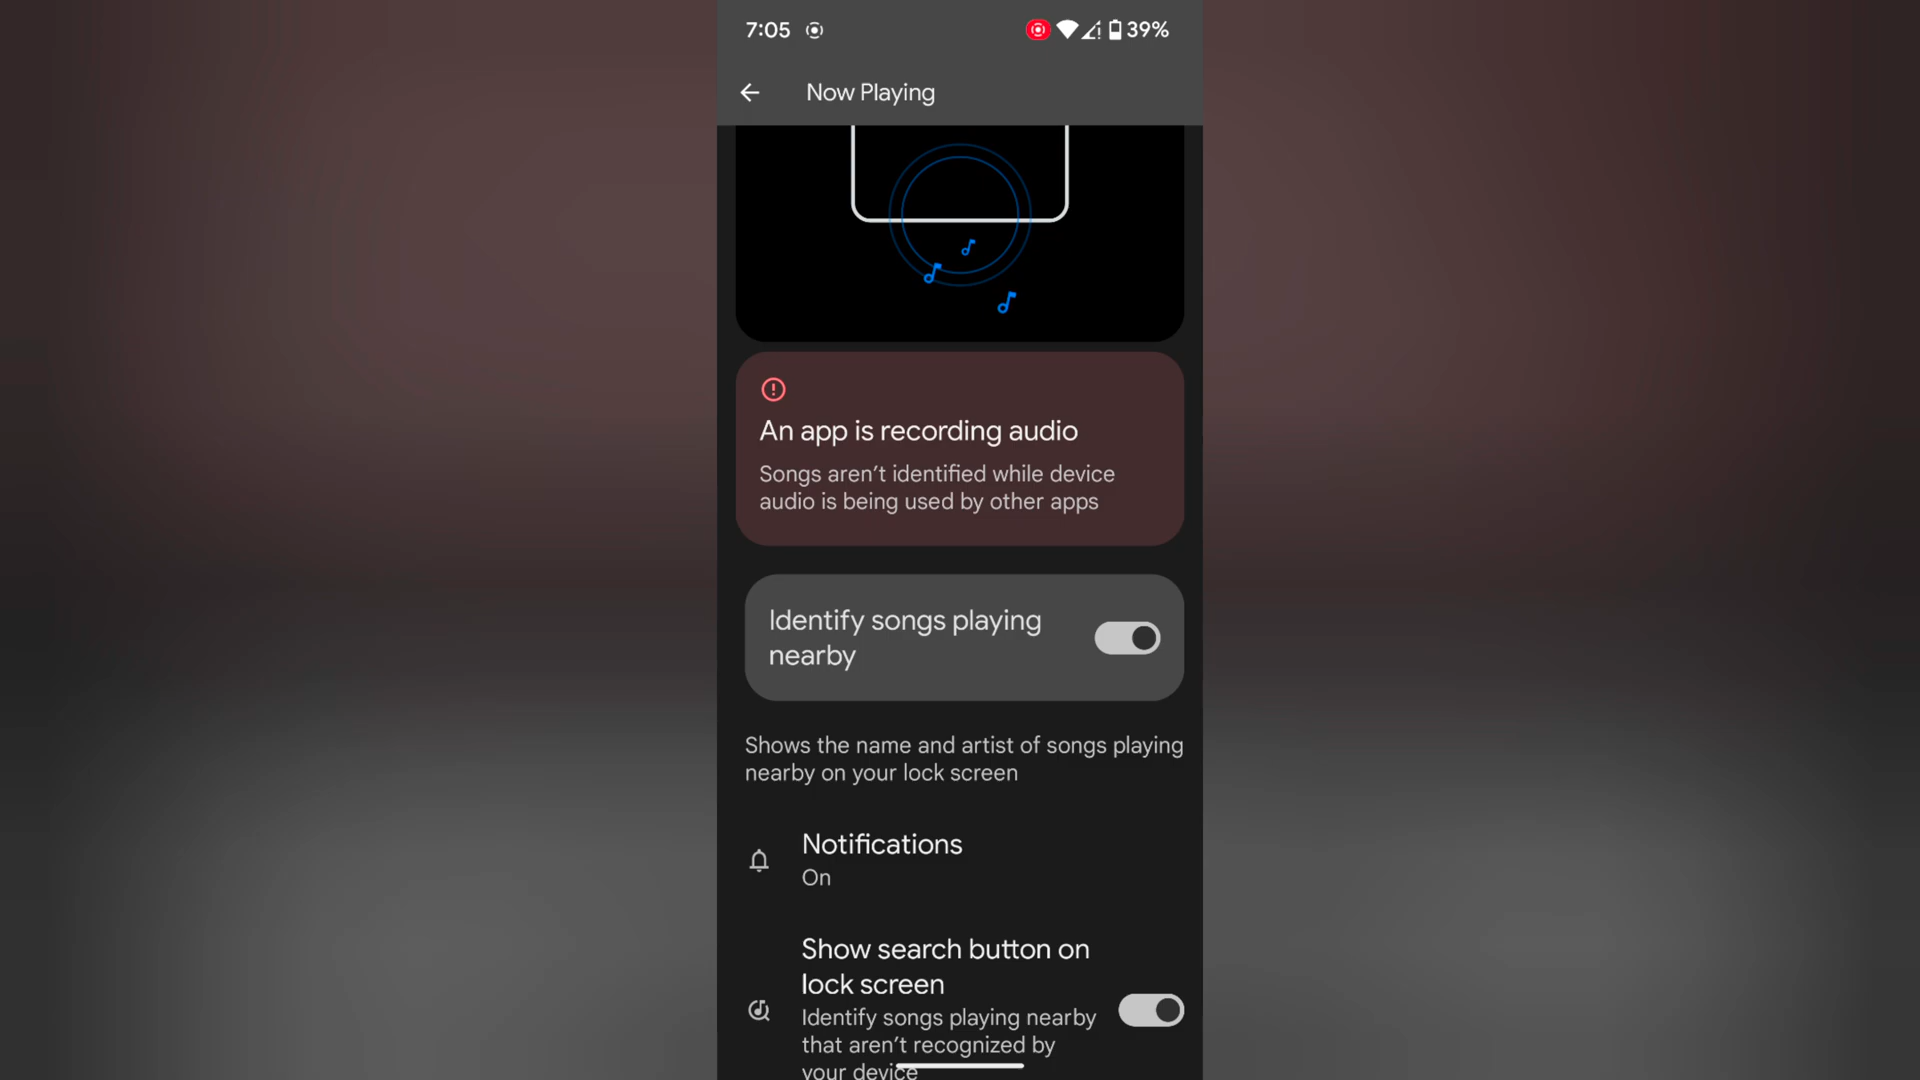 7:05
39%
Now Playing
An app is recording audio
Songs aren’t identified while device
audio is being used by other apps
Identify songs playing
nearby
Shows the name and artist of songs playing
nearby on your lock screen
Notifications
On
Show search button on
lock screen
Identify songs playing nearby
that aren’t recognized by
your device